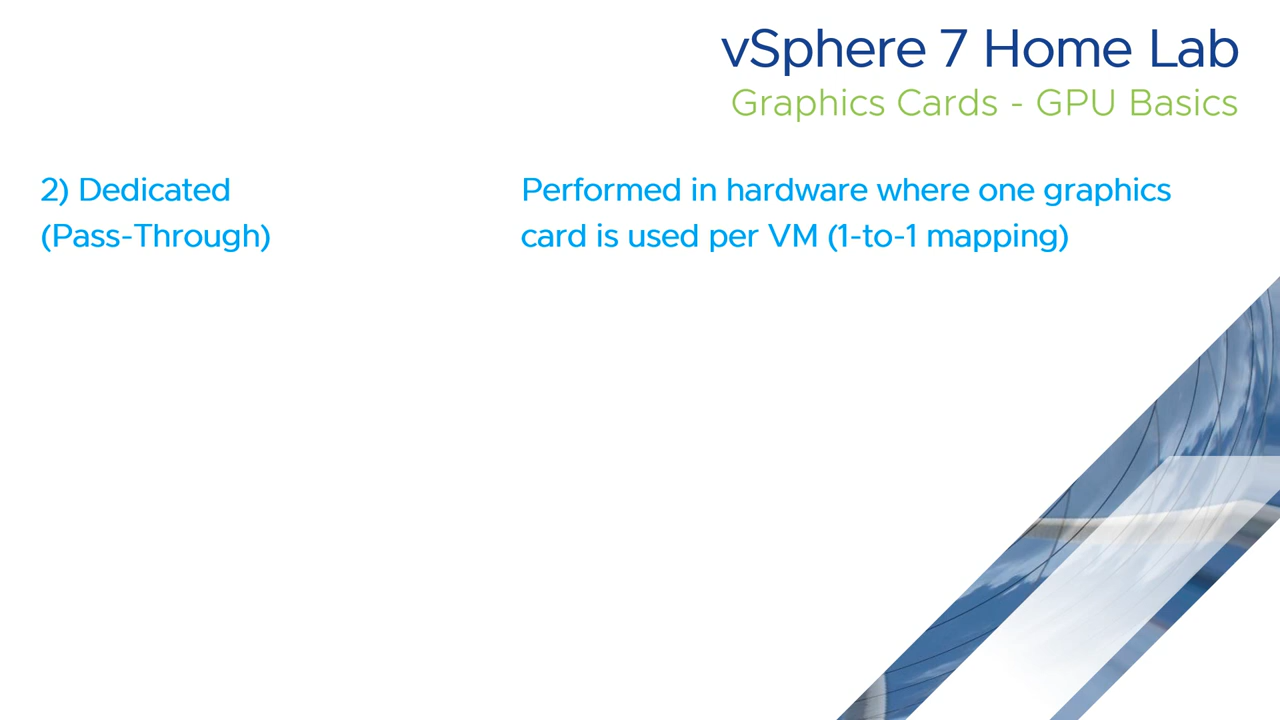 vSphere 7 Home Lab
Graphics Cards - GPU Basics
2) Dedicated
(Pass-Through)
Performed in hardware where one graphics
card is used per VM (1-to-1 mapping)